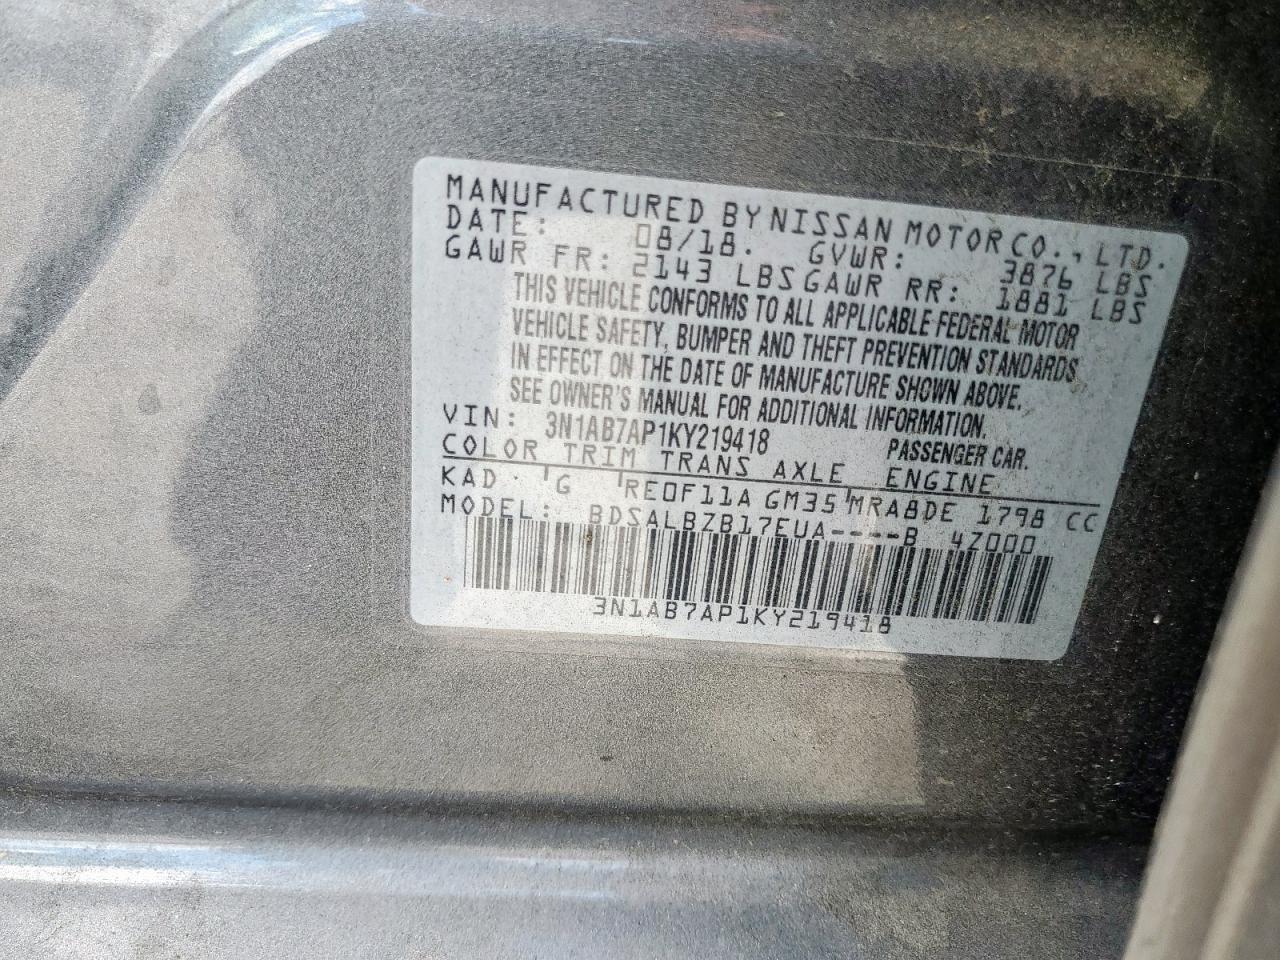 MANUFACTURED BY NISSAN MOTOR CO., LTD.
DATE: 08/18. GVWR: 3876 LBS
GAWR FR: 2143 LBS GAWR RR: 1881 LBS
THIS VEHICLE CONFORMS TO ALL APPLICABLE FEDERAL MOTOR
VEHICLE SAFETY, BUMPER AND THEFT PREVENTION STANDARDS
IN EFFECT ON THE DATE OF MANUFACTURE SHOWN ABOVE.
SEE OWNER'S MANUAL FOR ADDITIONAL INFORMATION.
VIN: 3N1AB7AP1KY219418 PASSENGER CAR.
COLOR TRIM TRANS AXLE ENGINE
KAD G RE0F11A GM35 MRA8DE 1798 CC
MODEL: BDSALBZB17EUA----B 4Z000
3N1AB7AP1KY219418